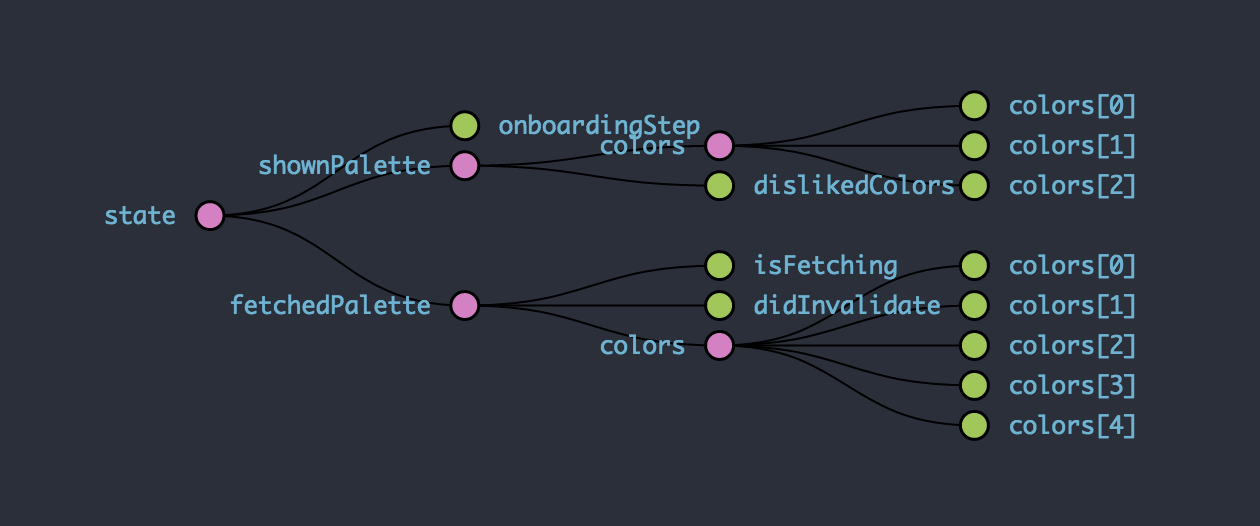 colors[0]
onboardingStep
colors
colors[1]
shownPalette
dislikedColors
colors[2]
state
isFetching
colors[0]
fetchedPalette
didInvalidate
colors[1]
colors
colors[2]
colors[3]
colors[4]